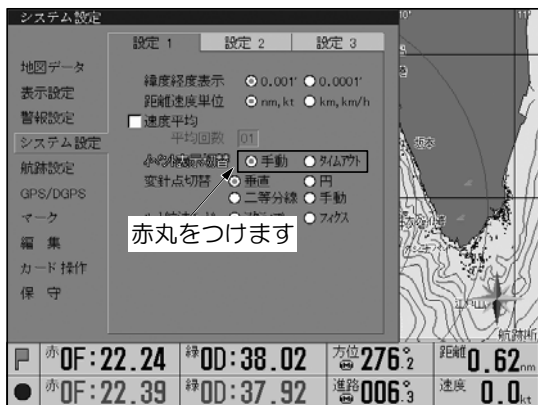 システム設定
設定 1 設定 2 設定 3
地図データ
表示設定
警報設定
システム設定
航跡設定
GPS/DGPS
マーク
編 集
カード操作
保 守
緯度経度表示 0.001' 0.0001'
距離速度単位 nm,kt km,km/h
速度平均
平均回数 01
手動 タイムアウト
変針点切替 垂直 円
二等分線 手動
フィクス
赤丸をつけます
10' 11'
航跡断
赤 0F:22.24 緑 0D:38.02 方位 276.2° 距離 0.62nm
赤 0F:22.39 緑 0D:37.92 進路 006.3° 速度 0.0kt